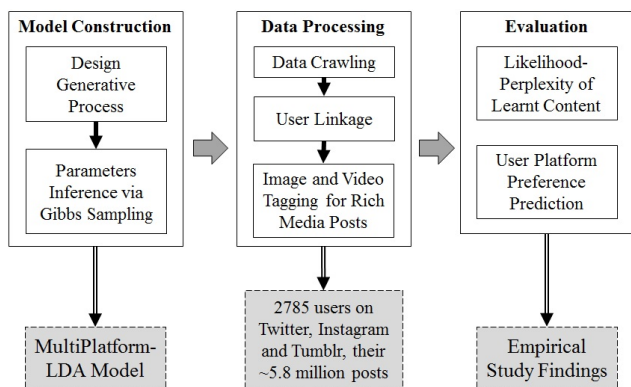 Model Construction
Design
Generative
Process
Parameters
Inference via
Gibbs Sampling
MultiPlatform-
LDA Model
Data Processing
Data Crawling
User Linkage
Image and Video
Tagging for Rich
Media Posts
2785 users on
Twitter, Instagram
and Tumblr, their
~5.8 million posts
Evaluation
Likelihood-
Perplexity of
Learnt Content
User Platform
Preference
Prediction
Empirical
Study Findings